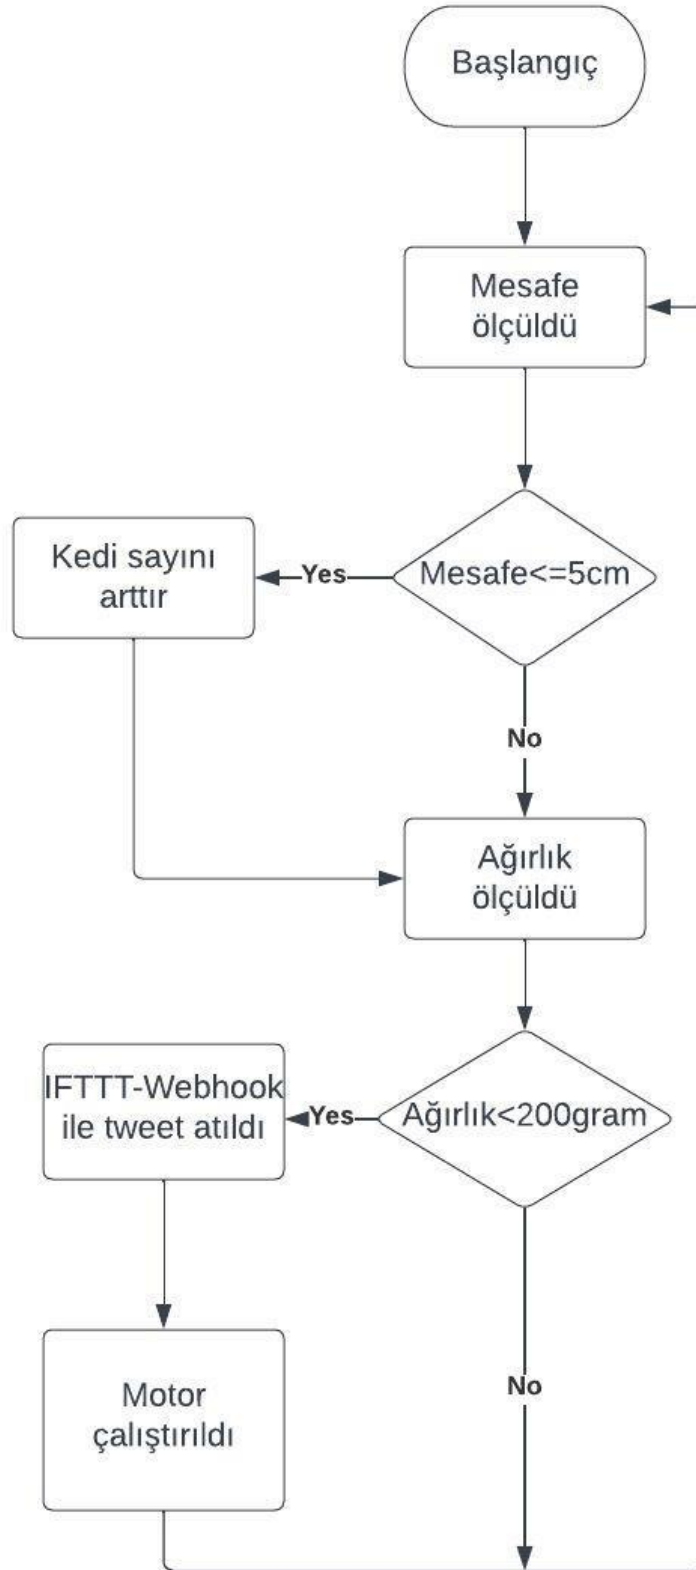 Başlangıç
Mesafe
ölçüldü
Mesafe<=5cm
Yes
Kedi sayını
arttır
No
Ağırlık
ölçüldü
Ağırlık<200gram
Yes
IFTTT-Webhook
ile tweet atıldı
Motor
çalıştırıldı
No